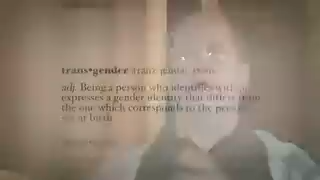 trans•gender
adj. Being a person who identifies with
expresses a gender identity that differs from
the one which corresponds to the
sex at birth